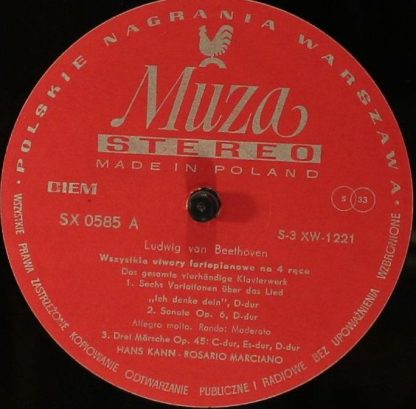 POLSKIE NAGRANIA WARSZAWA
Muza
STEREO
MADE IN POLAND
BIEM
S 33
SX 0585 A
S-3 XW-1221
Ludwig van Beethoven
Wszystkie utwory fortepianowe na 4 ręce
Das gesamte vierhändige Klavierwerk
1. Sechs Variationen über das Lied
„Ich denke dein", D-dur
2. Sonate Op. 6, D-dur
Allegro molto. Rondo: Moderato
3. Drei Märsche Op. 45: C-dur, Es-dur, D-dur
HANS KANN - ROSARIO MARCIANO
WSZYSTKIE PRAWA ZASTRZEŻONE KOPIOWANIE ODTWARZANIE PUBLICZNE I RADIOWE BEZ UPOWAŻNIENIA WZBRONIONE